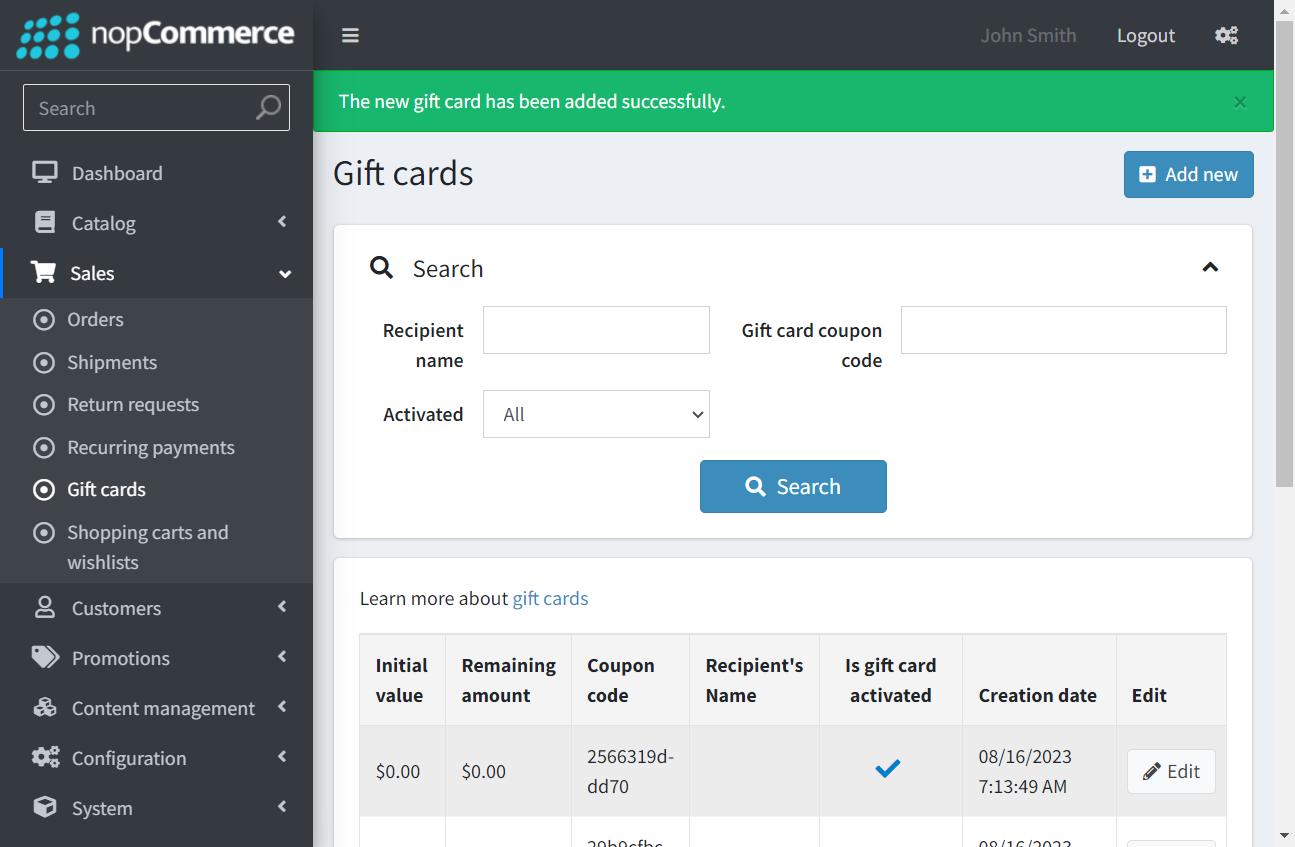 nopCommerce
John Smith
Logout
Search
The new gift card has been added successfully.
×
Dashboard
Catalog
Sales
Orders
Shipments
Return requests
Recurring payments
Gift cards
Shopping carts and
wishlists
Customers
Promotions
Content management
Configuration
System
Gift cards
Add new
Search
Recipient
name
Gift card coupon
code
Activated
All
Search
Learn more about gift cards
Initial
value
Remaining
amount
Coupon
code
Recipient's
Name
Is gift card
activated
Creation date
Edit
$0.00
$0.00
2566319d-
dd70
08/16/2023
7:13:49 AM
Edit
08/16/2023